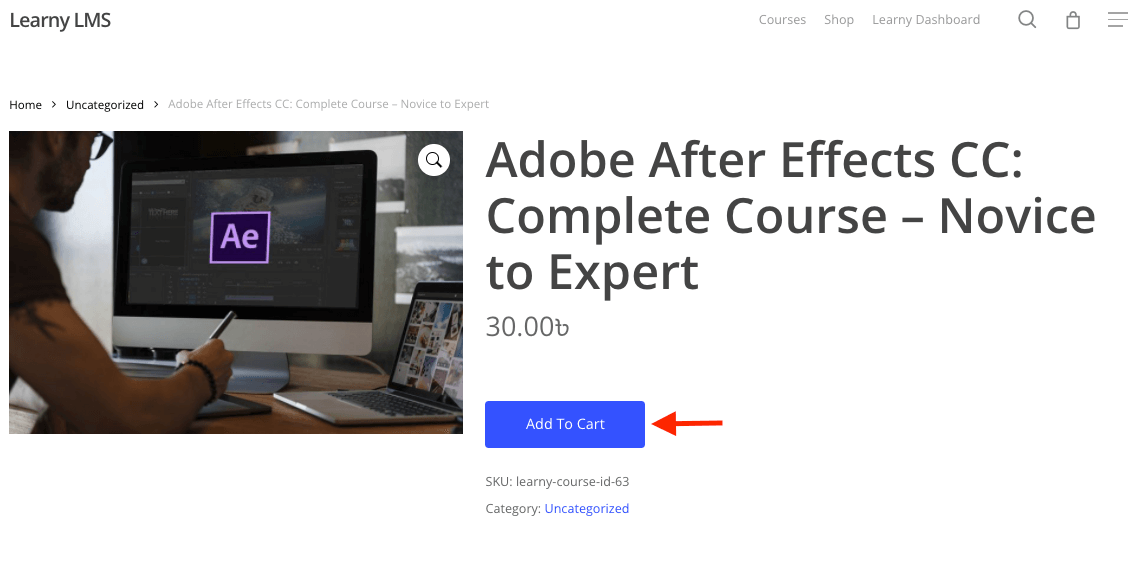 Learny LMS
Courses Shop Learny Dashboard
Home > Uncategorized > Adobe After Effects CC: Complete Course – Novice to Expert
Ae
Adobe After Effects CC:
Complete Course – Novice
to Expert
30.00৳
Add To Cart
SKU: learny-course-id-63
Category: Uncategorized